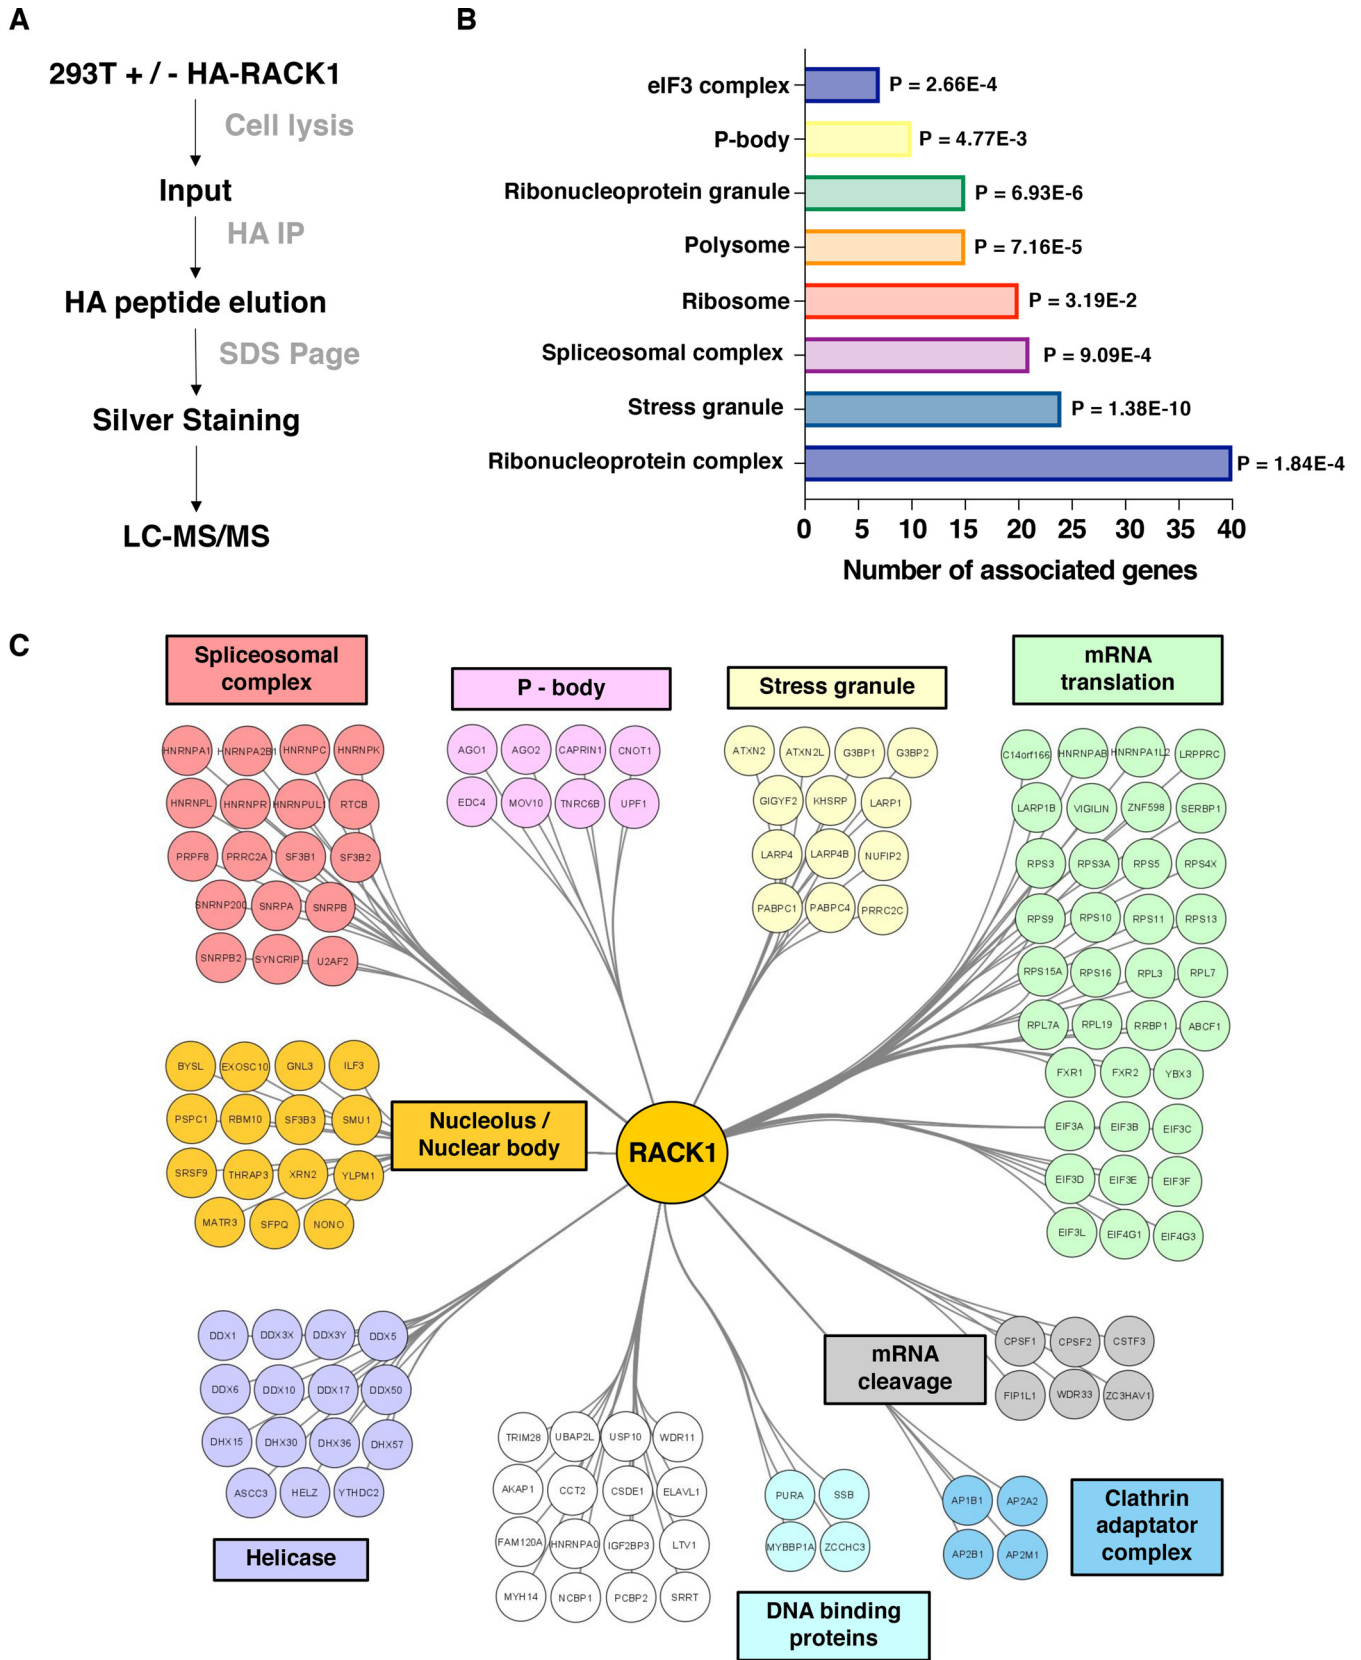 A
293T + / - HA-RACK1
Cell lysis
Input
HA IP
HA peptide elution
SDS Page
Silver Staining
LC-MS/MS
B
eIF3 complex
P = 2.66E-4
P-body
P = 4.77E-3
Ribonucleoprotein granule
P = 6.93E-6
Polysome
P = 7.16E-5
Ribosome
P = 3.19E-2
Spliceosomal complex
P = 9.09E-4
Stress granule
P = 1.38E-10
Ribonucleoprotein complex
P = 1.84E-4
0 5 10 15 20 25 30 35 40
Number of associated genes
C
Spliceosomal
complex
HNRNPA1 HNRNPA2B1 HNRNPC HNRNPK
HNRNPL HNRNPR HNRNPUL1 RTCB
PRPF8 PRRC2A SF3B1 SF3B2
SNRNP200 SNRPA SNRPB
SNRPB2 SYNCRIP U2AF2
P - body
AGO1 AGO2 CAPRIN1 CNOT1
EDC4 MOV10 TNRC6B UPF1
Stress granule
ATXN2 ATXN2L G3BP1 G3BP2
GIGYF2 KHSRP LARP1
LARP4 LARP4B NUFIP2
PABPC1 PABPC4 PRRC2C
mRNA
translation
C14orf166 HNRNPAB HNRNPA1L2 LRPPRC
LARP1B VIGILIN ZNF598 SERBP1
RPS3 RPS3A RPS5 RPS4X
RPS9 RPS10 RPS11 RPS13
RPS15A RPS16 RPL3 RPL7
RPL7A RPL19 RRBP1 ABCF1
FXR1 FXR2 YBX3
EIF3A EIF3B EIF3C
EIF3D EIF3E EIF3F
EIF3L EIF4G1 EIF4G3
BYSL EXOSC10 GNL3 ILF3
PSPC1 RBM10 SF3B3 SMU1
SRSF9 THRAP3 XRN2 YLPM1
MATR3 SFPQ NONO
Nucleolus /
Nuclear body
RACK1
DDX1 DDX3X DDX3Y DDX5
DDX6 DDX10 DDX17 DDX50
DHX15 DHX30 DHX36 DHX57
ASCC3 HELZ YTHDC2
Helicase
TRIM28 UBAP2L USP10 WDR11
AKAP1 CCT2 CSDE1 ELAVL1
FAM120A HNRNPA0 IGF2BP3 LTV1
MYH14 NCBP1 PCBP2 SRRT
PURA SSB
MYBBP1A ZCCHC3
DNA binding
proteins
mRNA
cleavage
CPSF1 CPSF2 CSTF3
FIP1L1 WDR33 ZC3HAV1
AP1B1 AP2A2
AP2B1 AP2M1
Clathrin
adaptator
complex